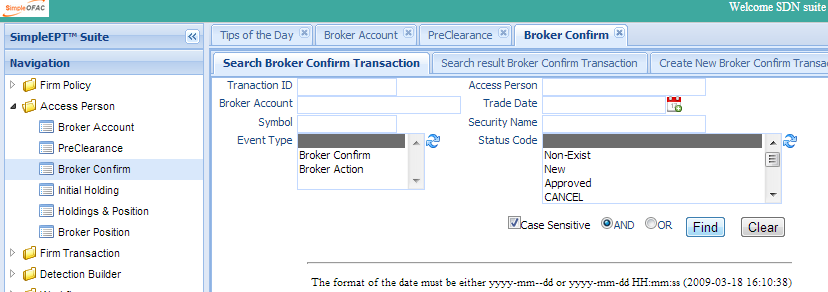 SimpleOFAC
Welcome SDN suite
SimpleEPT™ Suite
Navigation
Firm Policy
Access Person
Broker Account
PreClearance
Broker Confirm
Initial Holding
Holdings & Position
Broker Position
Firm Transaction
Detection Builder
Tips of the Day
Broker Account
PreClearance
Broker Confirm
Search Broker Confirm Transaction
Search result Broker Confirm Transaction
Create New Broker Confirm Transac
Tranaction ID
Access Person
Broker Account
Trade Date
Symbol
Security Name
Event Type
Broker Confirm
Broker Action
Status Code
Non-Exist
New
Approved
CANCEL
Case Sensitive
AND
OR
Find
Clear
The format of the date must be either yyyy-mm--dd or yyyy-mm-dd HH:mm:ss (2009-03-18 16:10:38)